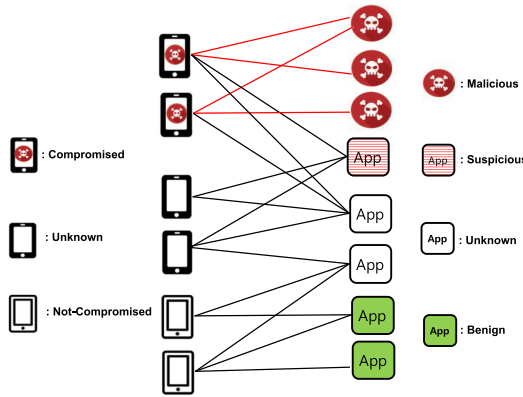 : Malicious
: Compromised
App
App : Suspicious
App
: Unknown
App : Unknown
App
: Not-Compromised
App
App : Benign
App